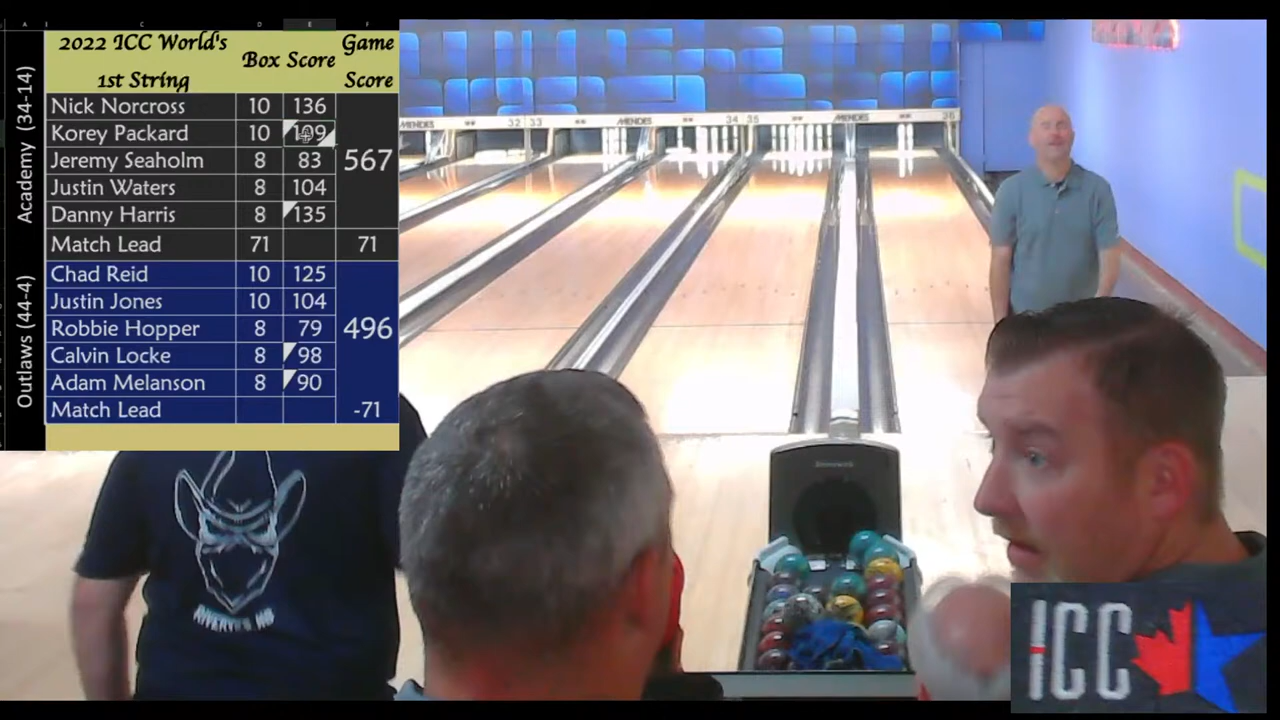 A C D E F
2022 ICC World's Box Score Game
1st String Score
Academy (34-14)
Nick Norcross 10 136
Korey Packard 10 109
Jeremy Seaholm 8 83 567
Justin Waters 8 104
Danny Harris 8 135
Match Lead 71 71
Outlaws (44-4)
Chad Reid 10 125
Justin Jones 10 104
Robbie Hopper 8 79 496
Calvin Locke 8 98
Adam Melanson 8 90
Match Lead -71
MENDES 32 33 MENDES 34 35 MENDES
Brunswick
ICC